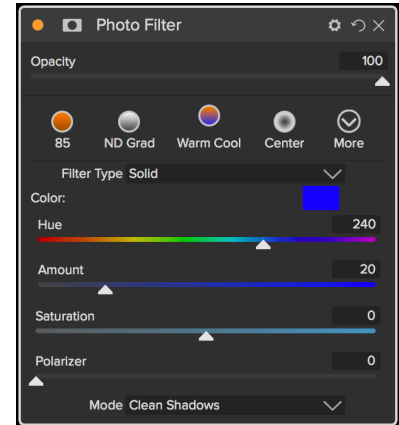 Photo Filter
Opacity 100
85 ND Grad Warm Cool Center More
Filter Type Solid
Color:
Hue 240
Amount 20
Saturation 0
Polarizer 0
Mode Clean Shadows